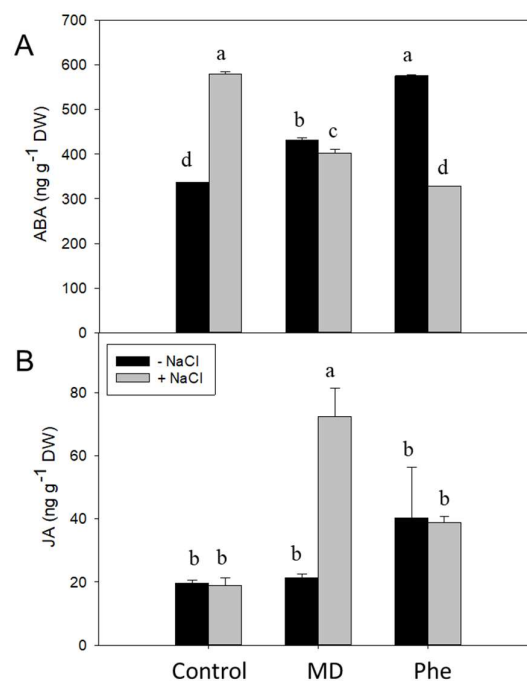 A
700
600
500
400
300
200
100
0
ABA (ng g⁻¹ DW)
d
a
b
c
a
d
B
- NaCl
+ NaCl
80
60
40
20
0
JA (ng g⁻¹ DW)
b
b
b
a
b
b
Control
MD
Phe